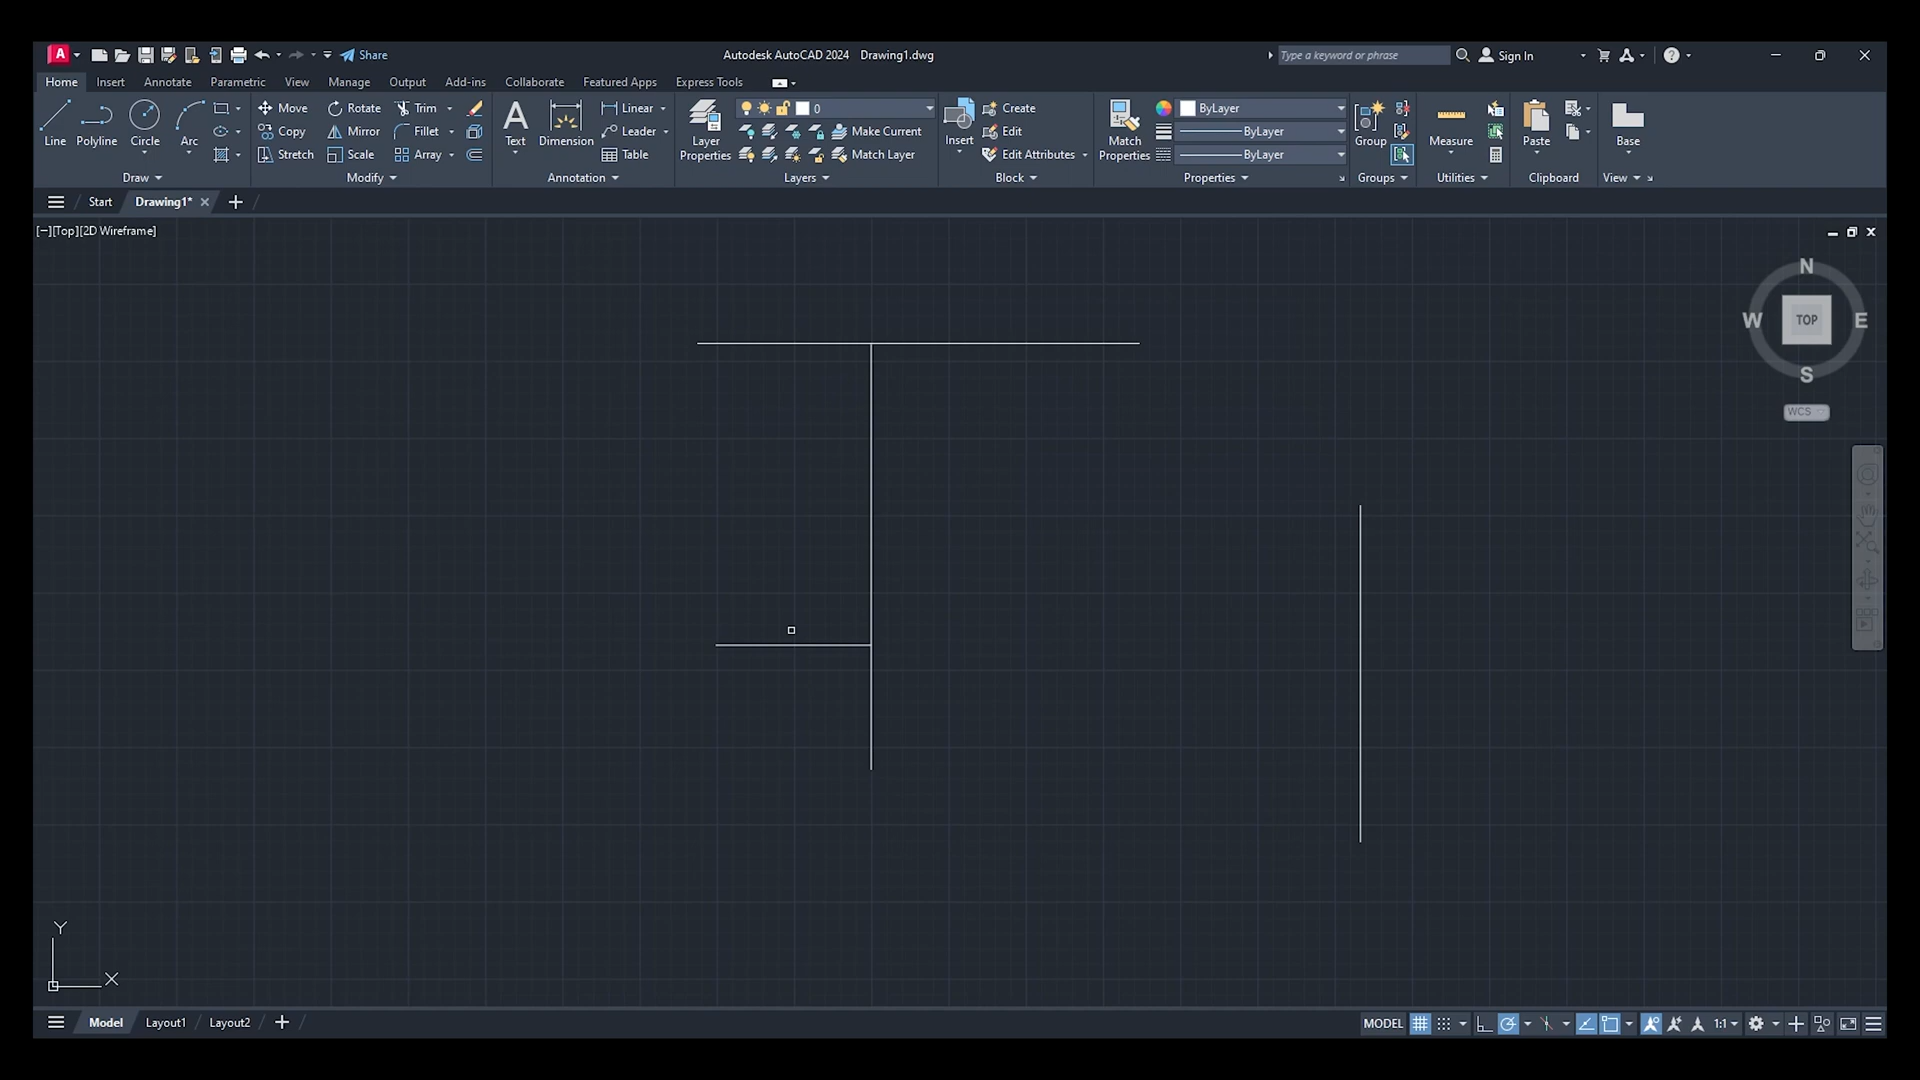 A Share Autodesk AutoCAD 2024 Drawing1.dwg Type a keyword or phrase Sign In
Home Insert Annotate Parametric View Manage Output Add-ins Collaborate Featured Apps Express Tools
Line Polyline Circle Arc
Draw
Move Rotate Trim
Copy Mirror Fillet
Stretch Scale Array
Modify
Text Dimension
Linear
Leader
Table
Annotation
Layer Properties
0
Make Current
Match Layer
Layers
Insert
Create
Edit
Edit Attributes
Block
Match Properties
ByLayer
ByLayer
ByLayer
Properties
Group
Groups
Measure
Utilities
Paste
Clipboard
Base
View
Start Drawing1*
[−][Top][2D Wireframe]
N
W TOP E
S
WCS
Y
X
Model Layout1 Layout2
MODEL 1:1